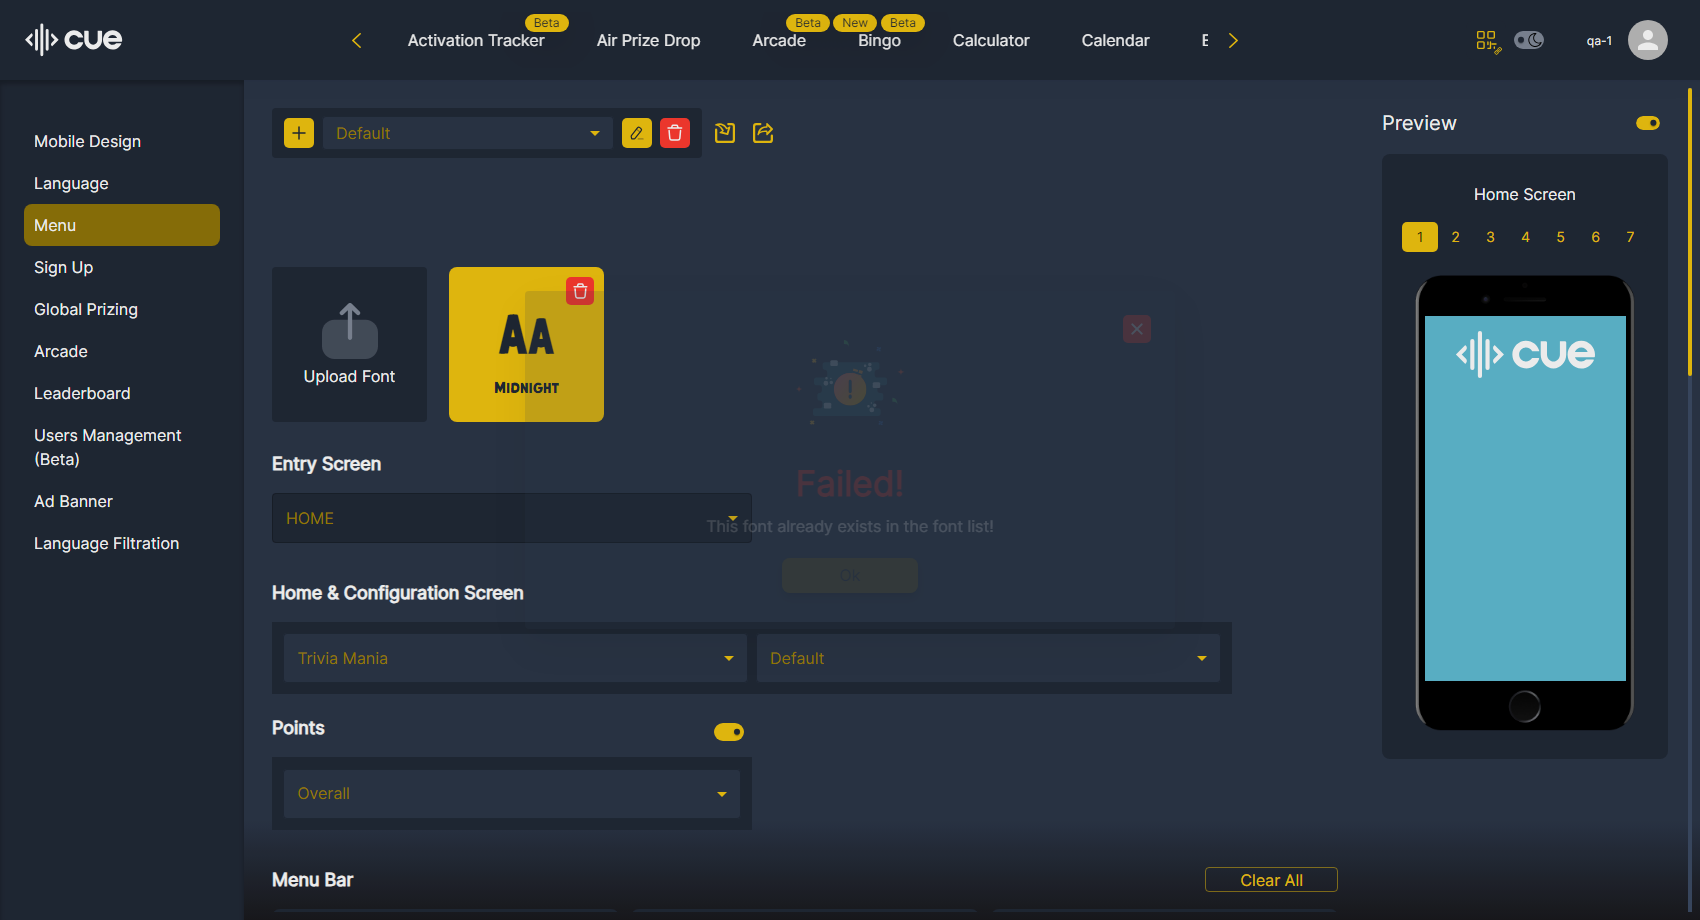 cue
Activation Tracker
Beta
Air Prize Drop
Arcade
Beta
New
Bingo
Beta
Calculator
Calendar
qa-1
Mobile Design
Language
Menu
Sign Up
Global Prizing
Arcade
Leaderboard
Users Management
(Beta)
Ad Banner
Language Filtration
Default
Upload Font
AA
MIDNIGHT
Failed!
This font already exists in the font list!
Ok
Entry Screen
HOME
Home & Configuration Screen
Trivia Mania
Default
Points
Overall
Menu Bar
Clear All
Preview
Home Screen
1 2 3 4 5 6 7
cue